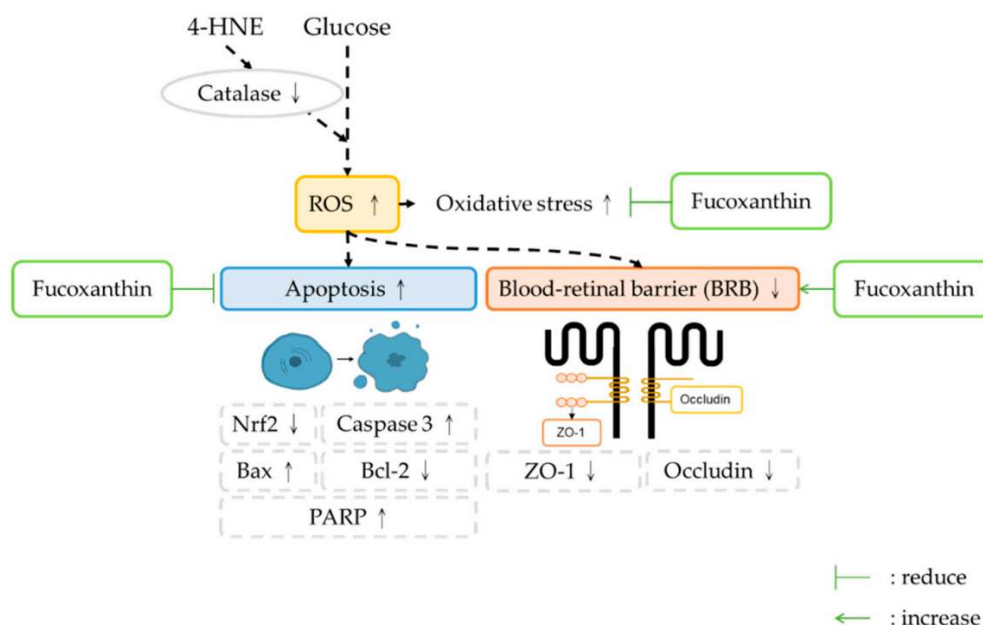 4-HNE Glucose
Catalase ↓
ROS ↑ Oxidative stress ↑ Fucoxanthin
Fucoxanthin Apoptosis ↑ Blood-retinal barrier (BRB) ↓ Fucoxanthin
Occludin
ZO-1
Nrf2 ↓ Caspase 3 ↑
Bax ↑ Bcl-2 ↓ ZO-1 ↓ Occludin ↓
PARP ↑
: reduce
: increase